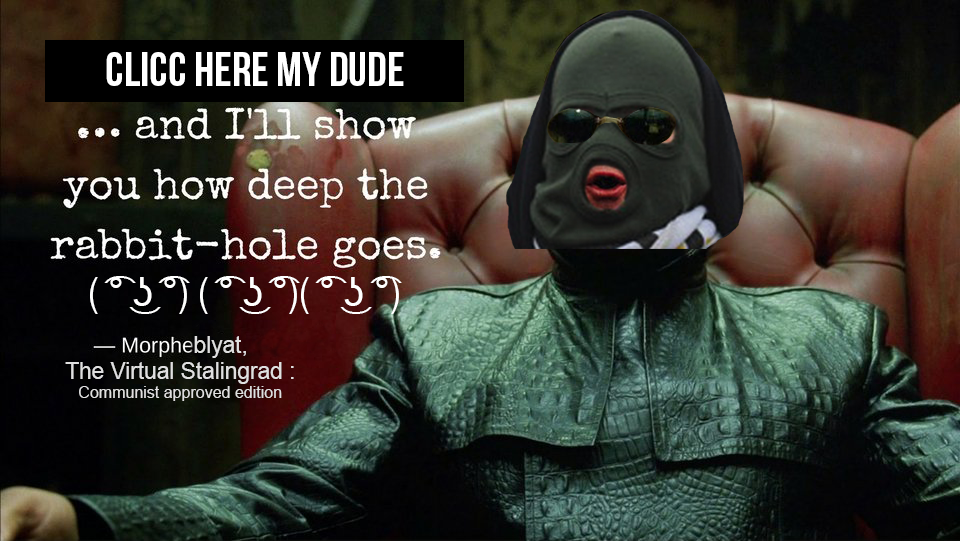 CLICC HERE MY DUDE
... and I'll show
you how deep the
rabbit-hole goes.
( ͡° ͜ʖ ͡°) ( ͡° ͜ʖ ͡°)( ͡° ͜ʖ ͡°)
— Morpheblyat,
The Virtual Stalingrad :
Communist approved edition